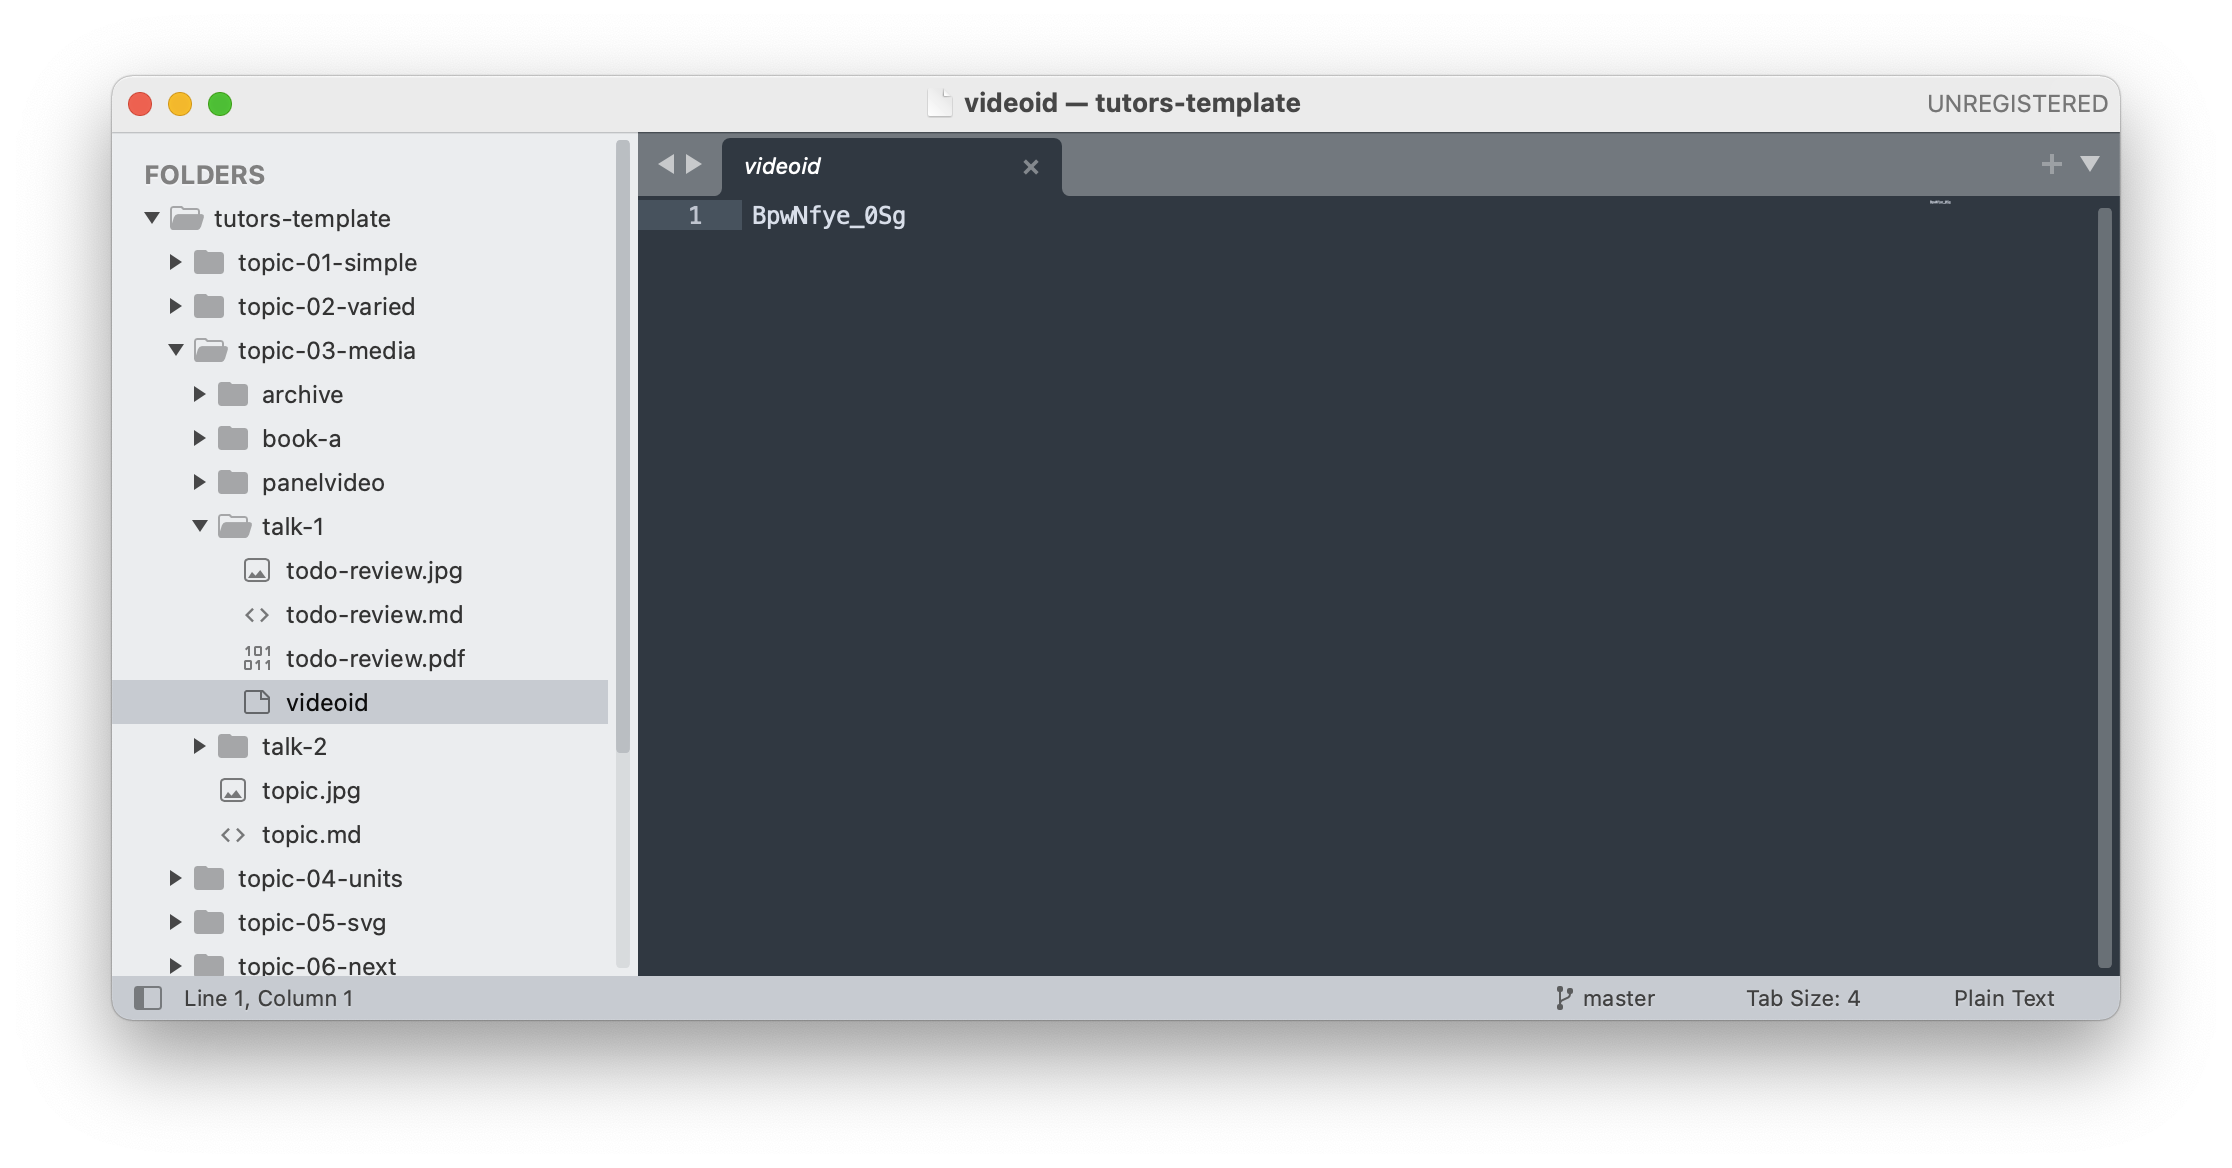 videoid — tutors-template
UNREGISTERED
FOLDERS
tutors-template
topic-01-simple
topic-02-varied
topic-03-media
archive
book-a
panelvideo
talk-1
todo-review.jpg
todo-review.md
todo-review.pdf
videoid
talk-2
topic.jpg
topic.md
topic-04-units
topic-05-svg
topic-06-next
videoid
1 BpwNfye_0Sg
Line 1, Column 1
master
Tab Size: 4
Plain Text